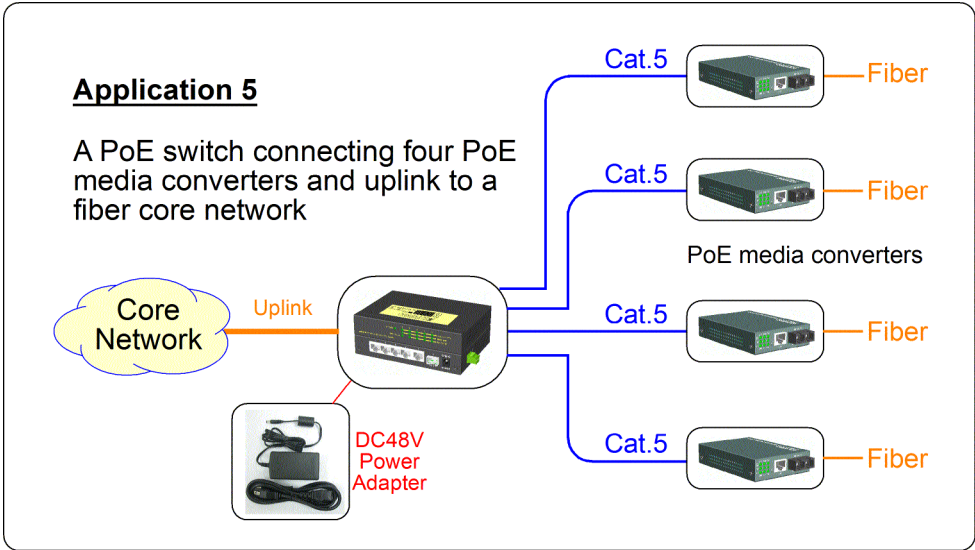 Application 5
A PoE switch connecting four PoE
media converters and uplink to a
fiber core network
Cat.5
Fiber
Cat.5
Fiber
PoE media converters
Core
Network
Uplink
Cat.5
Fiber
DC48V
Power
Adapter
Cat.5
Fiber